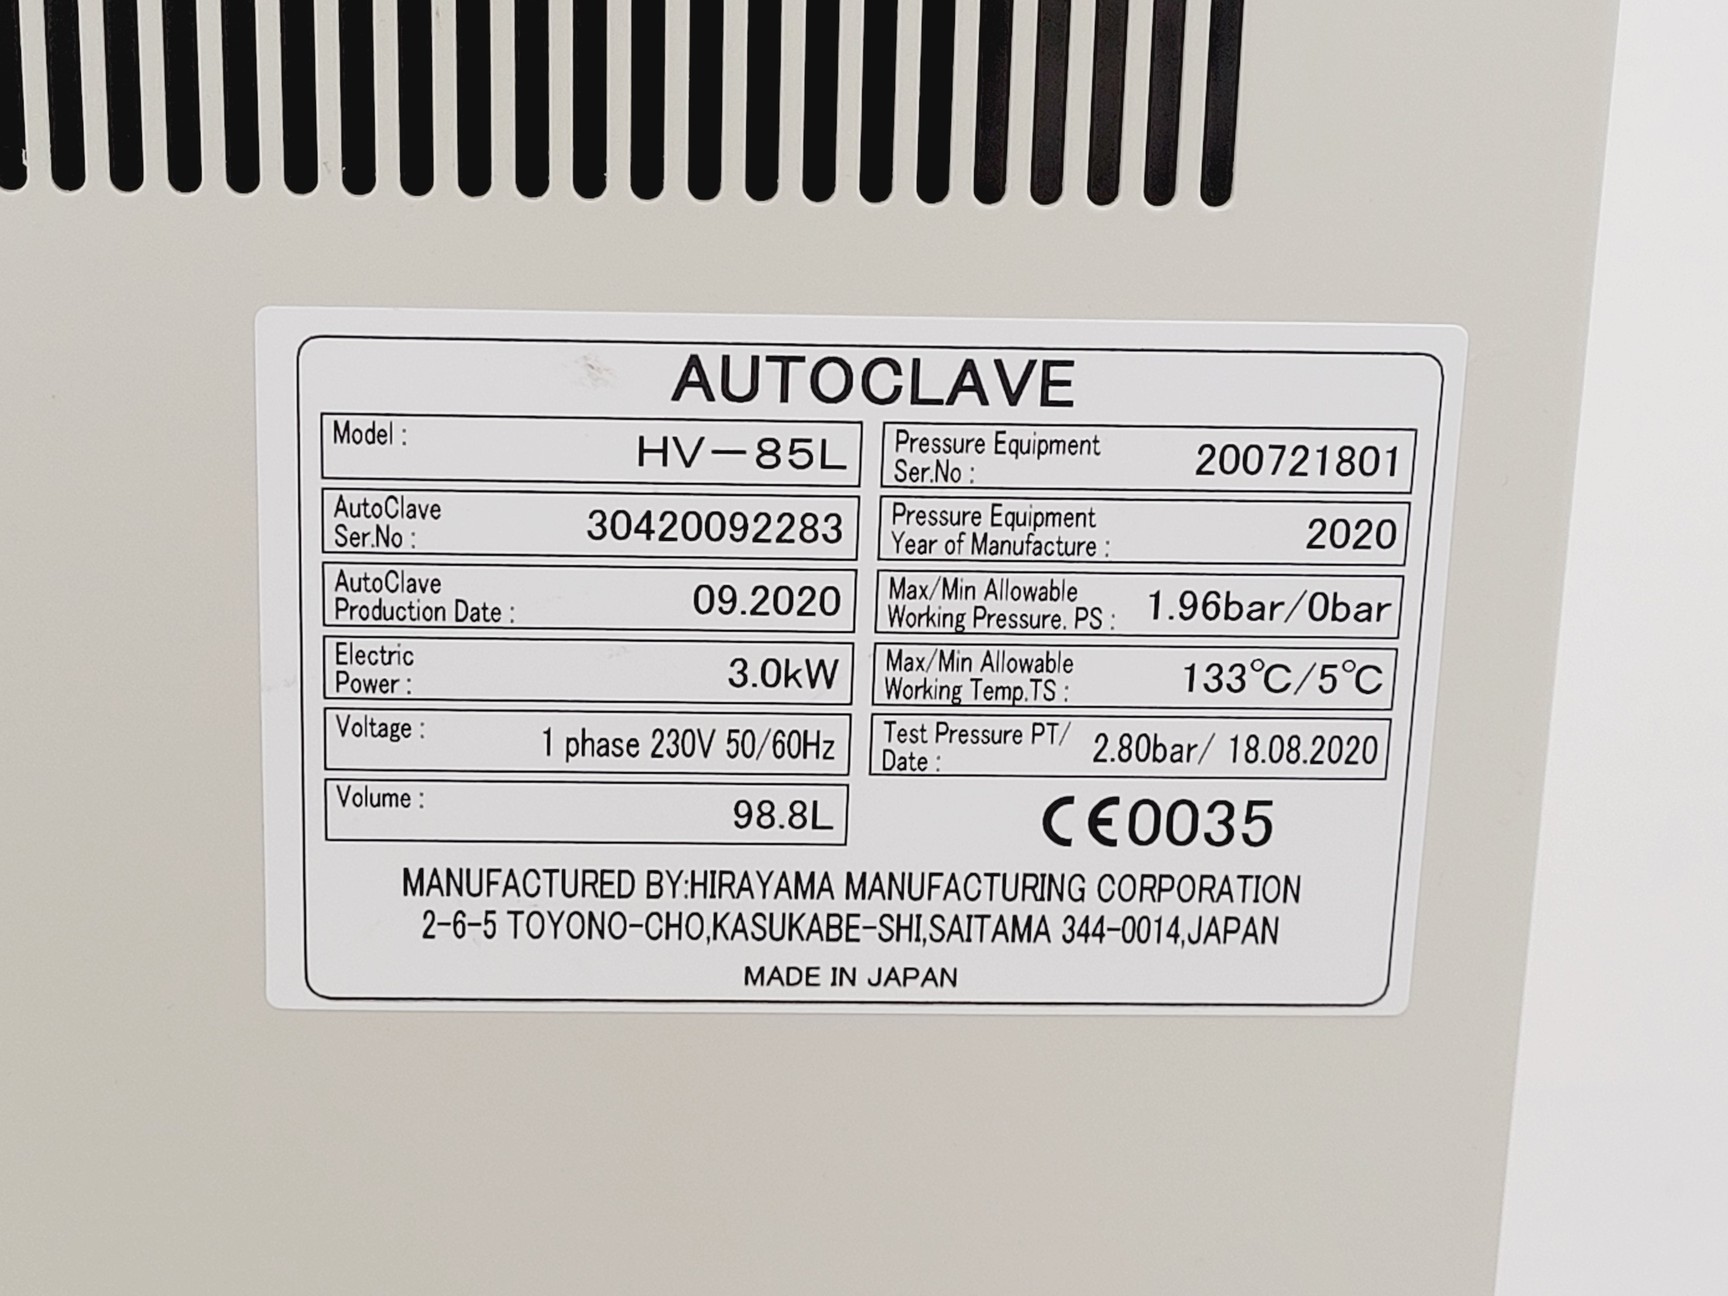 AUTOCLAVE
Model :
HV-85L
AutoClave
Ser.No :
30420092283
AutoClave
Production Date :
09.2020
Electric
Power :
3.0kW
Voltage :
1 phase 230V 50/60Hz
Volume :
98.8L
Pressure Equipment
Ser.No :
200721801
Pressure Equipment
Year of Manufacture :
2020
Max/Min Allowable
Working Pressure. PS :
1.96bar/0bar
Max/Min Allowable
Working Temp.TS :
133℃/5℃
Test Pressure PT/
Date :
2.80bar/ 18.08.2020
CE0035
MANUFACTURED BY:HIRAYAMA MANUFACTURING CORPORATION
2-6-5 TOYONO-CHO,KASUKABE-SHI,SAITAMA 344-0014,JAPAN
MADE IN JAPAN